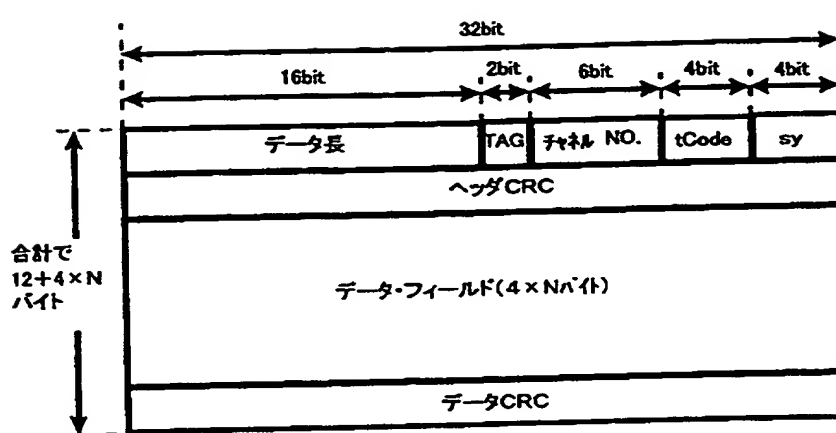 32bit
16bit
2bit
6bit
4bit
4bit
データ長
TAG
チャネル NO.
tCode
sy
ヘッダCRC
合計で
12+4×N
バイト
データ・フィールド(4×Nバイト)
データCRC